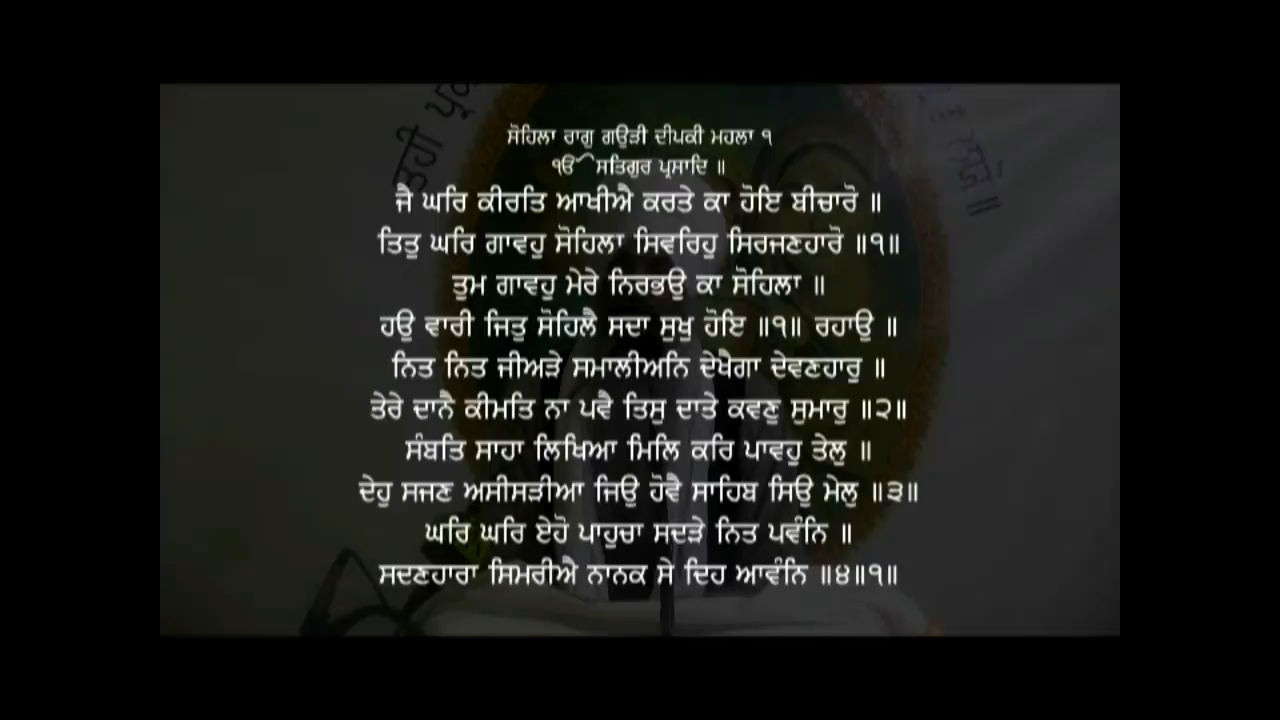 ਸੋਹਿਲਾ ਰਾਗੁ ਗਉੜੀ ਦੀਪਕੀ ਮਹਲਾ ੧
ੴ ਸਤਿਗੁਰ ਪ੍ਰਸਾਦਿ ॥
ਜੈ ਘਰਿ ਕੀਰਤਿ ਆਖੀਐ ਕਰਤੇ ਕਾ ਹੋਇ ਬੀਚਾਰੋ ॥
ਤਿਤੁ ਘਰਿ ਗਾਵਹੁ ਸੋਹਿਲਾ ਸਿਵਰਿਹੁ ਸਿਰਜਣਹਾਰੋ ॥੧॥
ਤੁਮ ਗਾਵਹੁ ਮੇਰੇ ਨਿਰਭਉ ਕਾ ਸੋਹਿਲਾ ॥
ਹਉ ਵਾਰੀ ਜਿਤੁ ਸੋਹਿਲੈ ਸਦਾ ਸੁਖੁ ਹੋਇ ॥੧॥ ਰਹਾਉ ॥
ਨਿਤ ਨਿਤ ਜੀਅੜੇ ਸਮਾਲੀਅਨਿ ਦੇਖੈਗਾ ਦੇਵਣਹਾਰੁ ॥
ਤੇਰੇ ਦਾਨੈ ਕੀਮਤਿ ਨਾ ਪਵੈ ਤਿਸੁ ਦਾਤੇ ਕਵਣੁ ਸੁਮਾਰੁ ॥੨॥
ਸੰਬਤਿ ਸਾਹਾ ਲਿਖਿਆ ਮਿਲਿ ਕਰਿ ਪਾਵਹੁ ਤੇਲੁ ॥
ਦੇਹੁ ਸਜਣ ਅਸੀਸੜੀਆ ਜਿਉ ਹੋਵੈ ਸਾਹਿਬ ਸਿਉ ਮੇਲੁ ॥੩॥
ਘਰਿ ਘਰਿ ਏਹੋ ਪਾਹੁਚਾ ਸਦੜੇ ਨਿਤ ਪਵੰਨਿ ॥
ਸਦਣਹਾਰਾ ਸਿਮਰੀਐ ਨਾਨਕ ਸੇ ਦਿਹ ਆਵੰਨਿ ॥੪॥੧॥